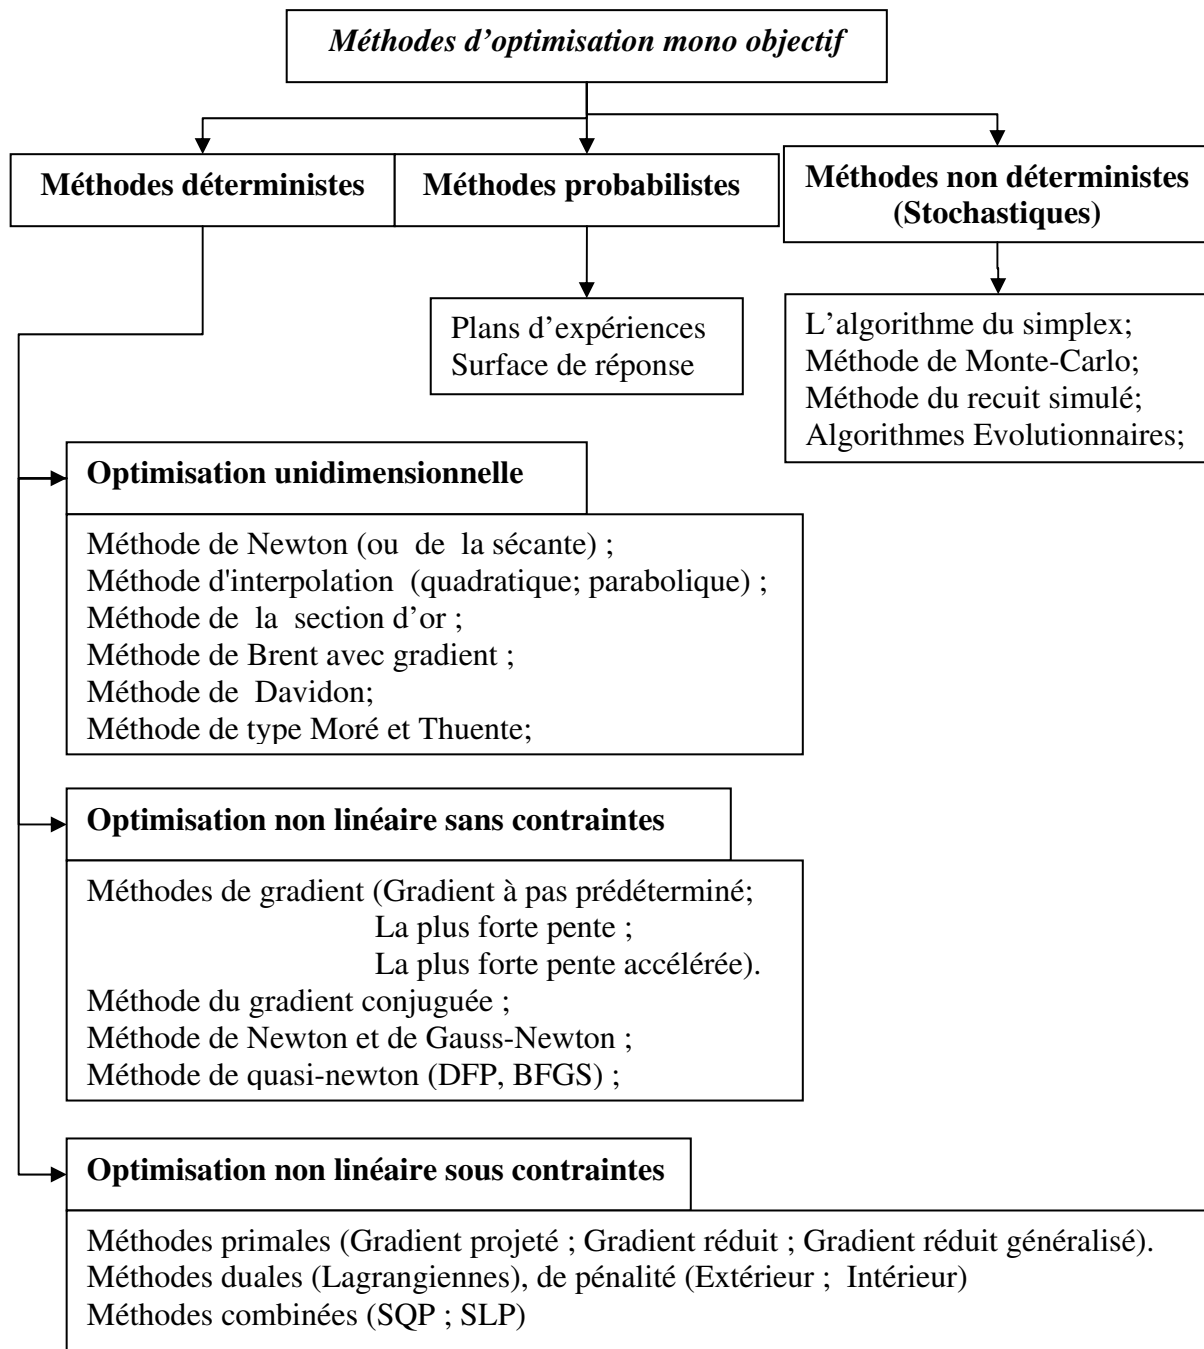 Méthodes d’optimisation mono objectif
Méthodes déterministes
Méthodes probabilistes
Méthodes non déterministes
(Stochastiques)
Plans d’expériences
Surface de réponse
L’algorithme du simplex;
Méthode de Monte-Carlo;
Méthode du recuit simulé;
Algorithmes Evolutionnaires;
Optimisation unidimensionnelle
Méthode de Newton (ou de la sécante) ;
Méthode d'interpolation (quadratique; parabolique) ;
Méthode de la section d’or ;
Méthode de Brent avec gradient ;
Méthode de Davidon;
Méthode de type Moré et Thuente;
Optimisation non linéaire sans contraintes
Méthodes de gradient (Gradient à pas prédéterminé;
La plus forte pente ;
La plus forte pente accélérée).
Méthode du gradient conjuguée ;
Méthode de Newton et de Gauss-Newton ;
Méthode de quasi-newton (DFP, BFGS) ;
Optimisation non linéaire sous contraintes
Méthodes primales (Gradient projeté ; Gradient réduit ; Gradient réduit généralisé).
Méthodes duales (Lagrangiennes), de pénalité (Extérieur ; Intérieur)
Méthodes combinées (SQP ; SLP)